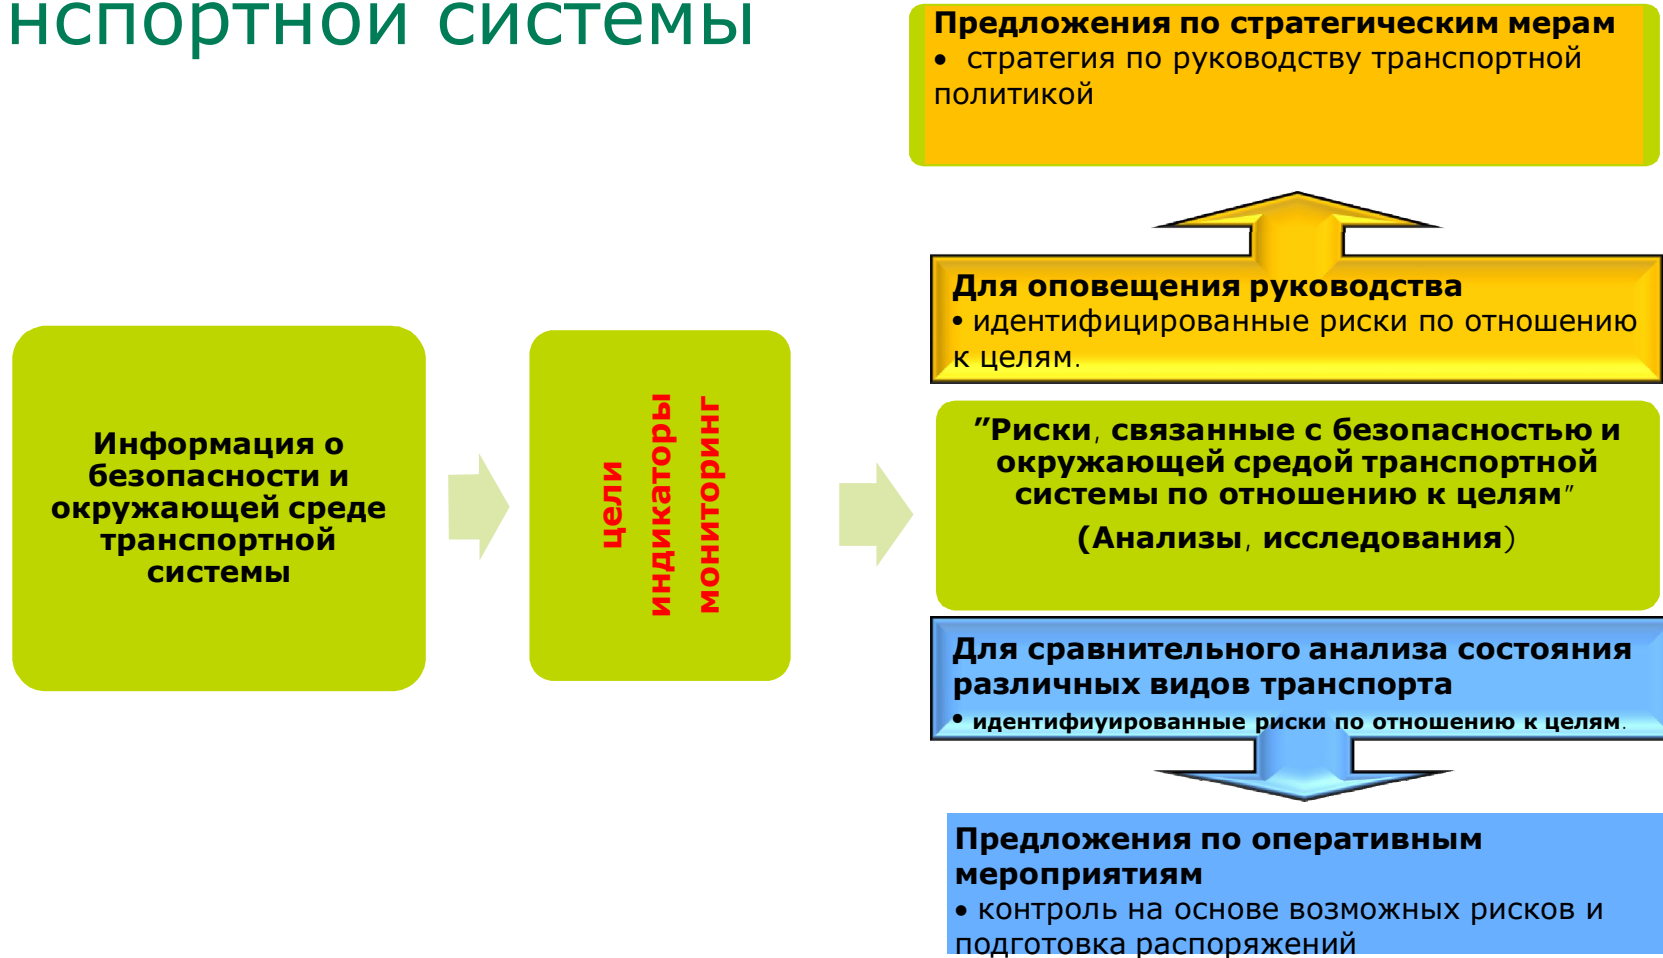 нспортной системы
Предложения по стратегическим мерам
• стратегия по руководству транспортной
политикой
Для оповещения руководства
• идентифицированные риски по отношению
к целям.
Информация о
безопасности и
окружающей среде
транспортной
системы
цели
индикаторы
мониторинг
”Риски, связанные с безопасностью и
окружающей средой транспортной
системы по отношению к целям”
(Анализы, исследования)
Для сравнительного анализа состояния
различных видов транспорта
• идентифиуированные риски по отношению к целям.
Предложения по оперативным
мероприятиям
• контроль на основе возможных рисков и
подготовка распоряжений